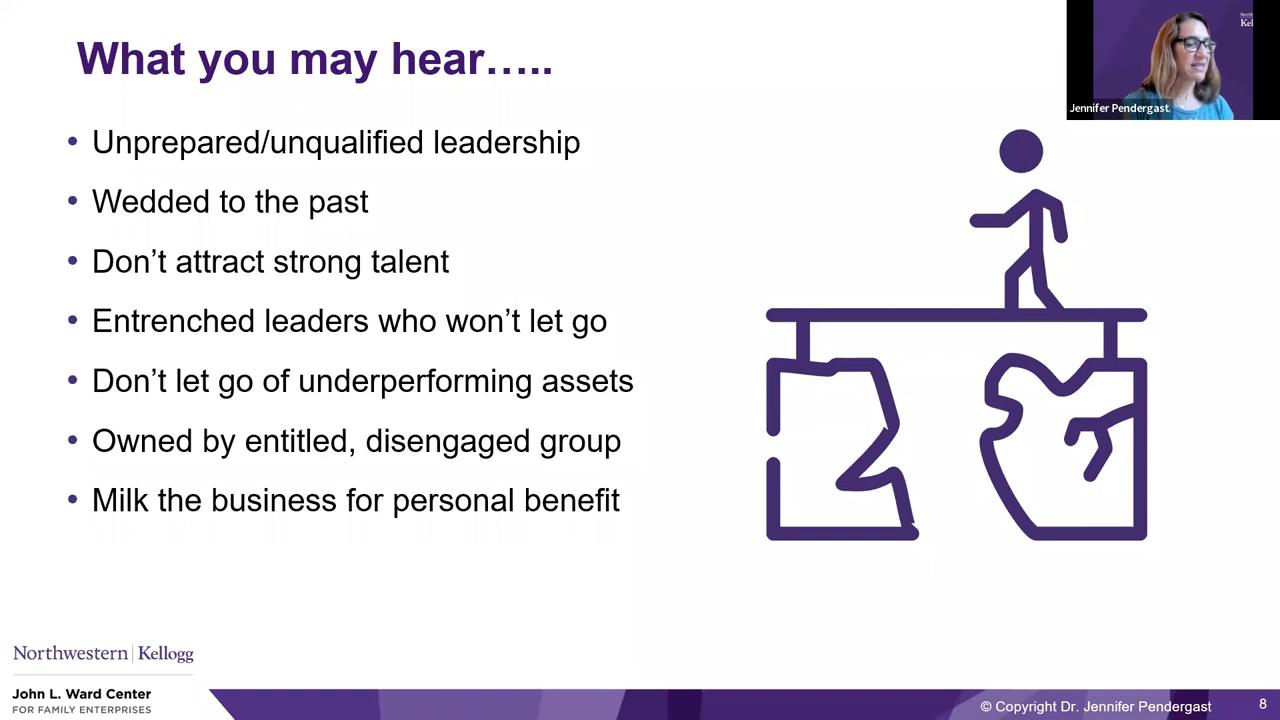 What you may hear…..
• Unprepared/unqualified leadership
• Wedded to the past
• Don’t attract strong talent
• Entrenched leaders who won’t let go
• Don’t let go of underperforming assets
• Owned by entitled, disengaged group
• Milk the business for personal benefit
Jennifer Pendergast
Northwestern | Kellogg
John L. Ward Center
FOR FAMILY ENTERPRISES
© Copyright Dr. Jennifer Pendergast
8